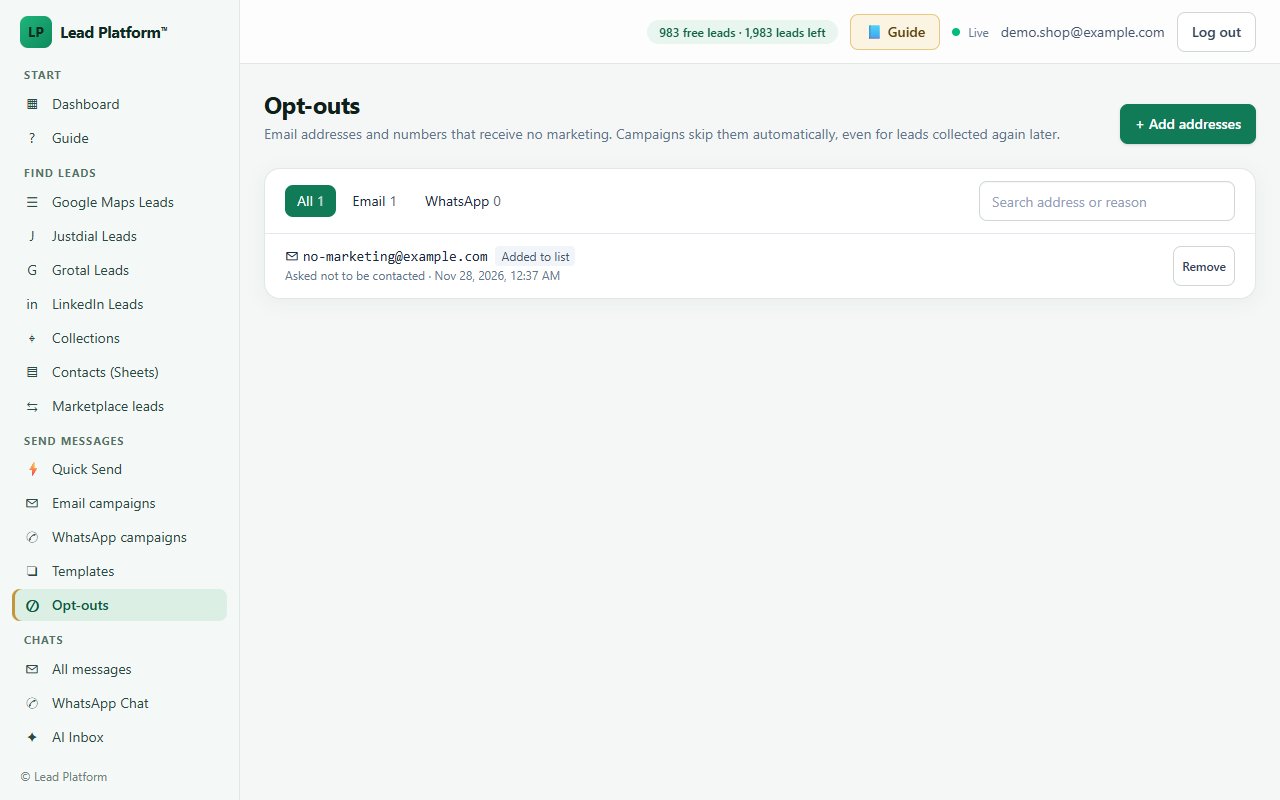 LP Lead Platform™
983 free leads · 1,983 leads left
Guide
Live
demo.shop@example.com
Log out
START
Dashboard
? Guide
FIND LEADS
Google Maps Leads
J Justdial Leads
G Grotal Leads
in LinkedIn Leads
Collections
Contacts (Sheets)
Marketplace leads
SEND MESSAGES
Quick Send
Email campaigns
WhatsApp campaigns
Templates
Opt-outs
CHATS
All messages
WhatsApp Chat
AI Inbox
© Lead Platform
Opt-outs
Email addresses and numbers that receive no marketing. Campaigns skip them automatically, even for leads collected again later.
+ Add addresses
All 1
Email 1
WhatsApp 0
Search address or reason
no-marketing@example.com Added to list
Asked not to be contacted · Nov 28, 2026, 12:37 AM
Remove